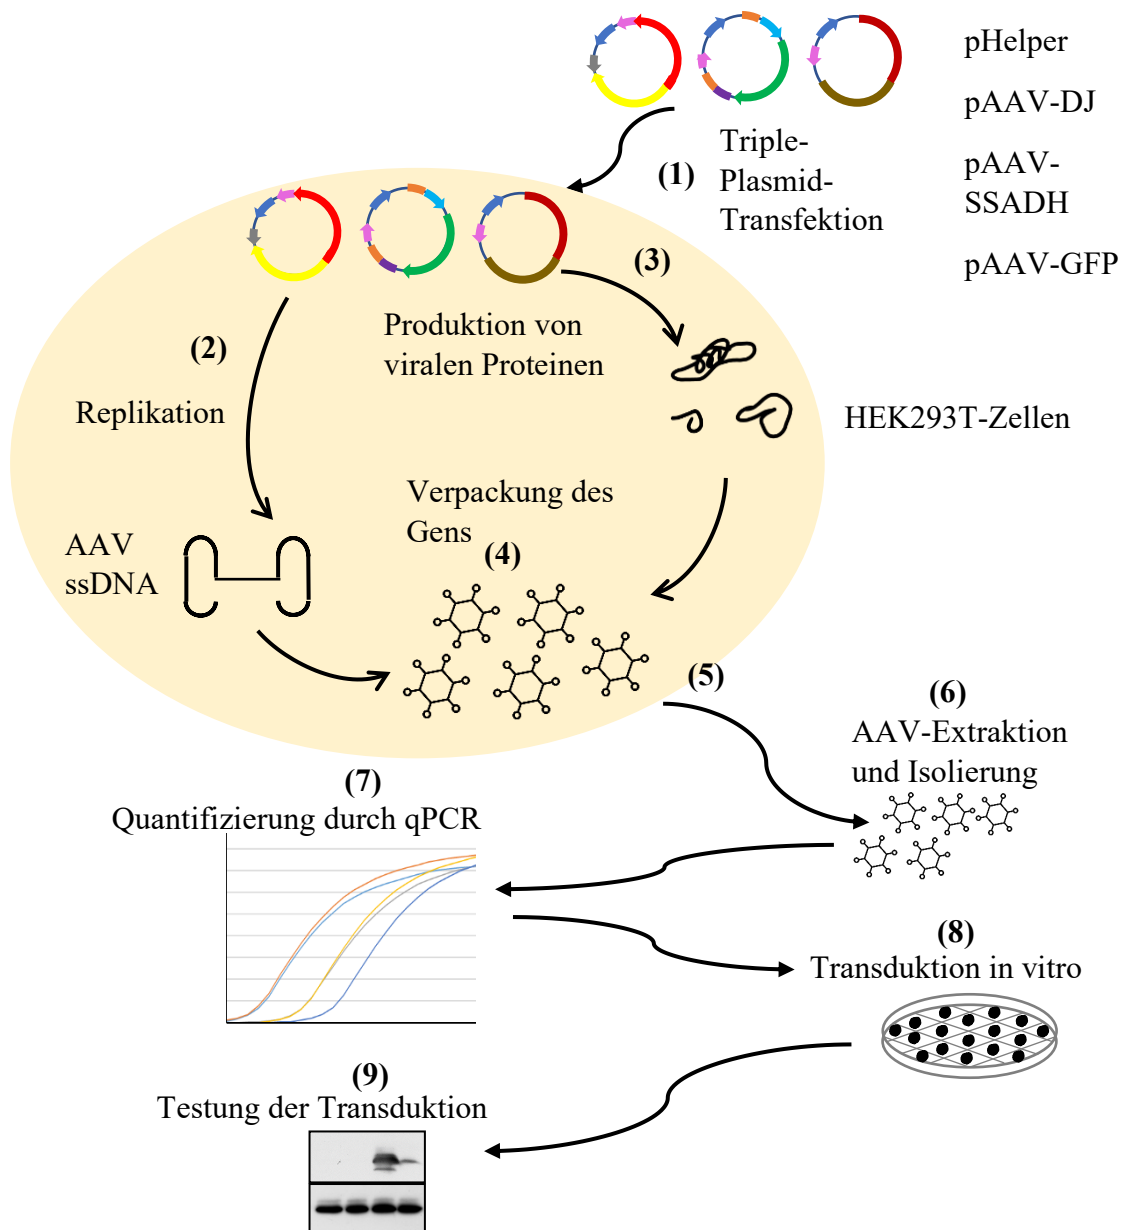 pHelper
pAAV-DJ
pAAV-
SSADH
pAAV-GFP
(1)
Triple-
Plasmid-
Transfektion
(2)
Replikation
(3)
Produktion von
viralen Proteinen
HEK293T-Zellen
Verpackung des
Gens
(4)
AAV
ssDNA
(5)
(6)
AAV-Extraktion
und Isolierung
(7)
Quantifizierung durch qPCR
(8)
Transduktion in vitro
(9)
Testung der Transduktion